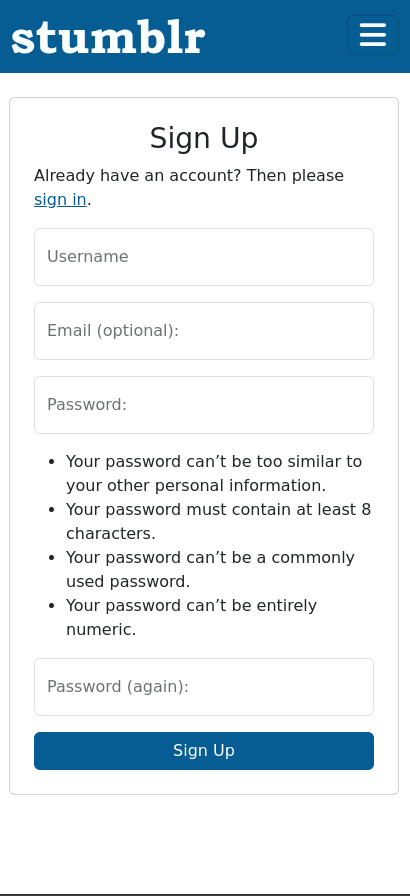 stumblr
Sign Up
Already have an account? Then please
sign in.
Username
Email (optional):
Password:
• Your password can’t be too similar to
your other personal information.
• Your password must contain at least 8
characters.
• Your password can’t be a commonly
used password.
• Your password can’t be entirely
numeric.
Password (again):
Sign Up